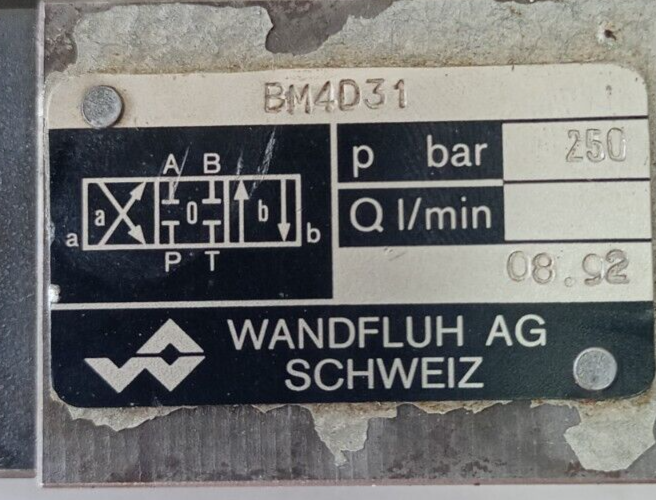 BM4D31
A B
a a 0 b b
P T
p bar 250
Q l/min
08.92
WANDFLUH AG
SCHWEIZ